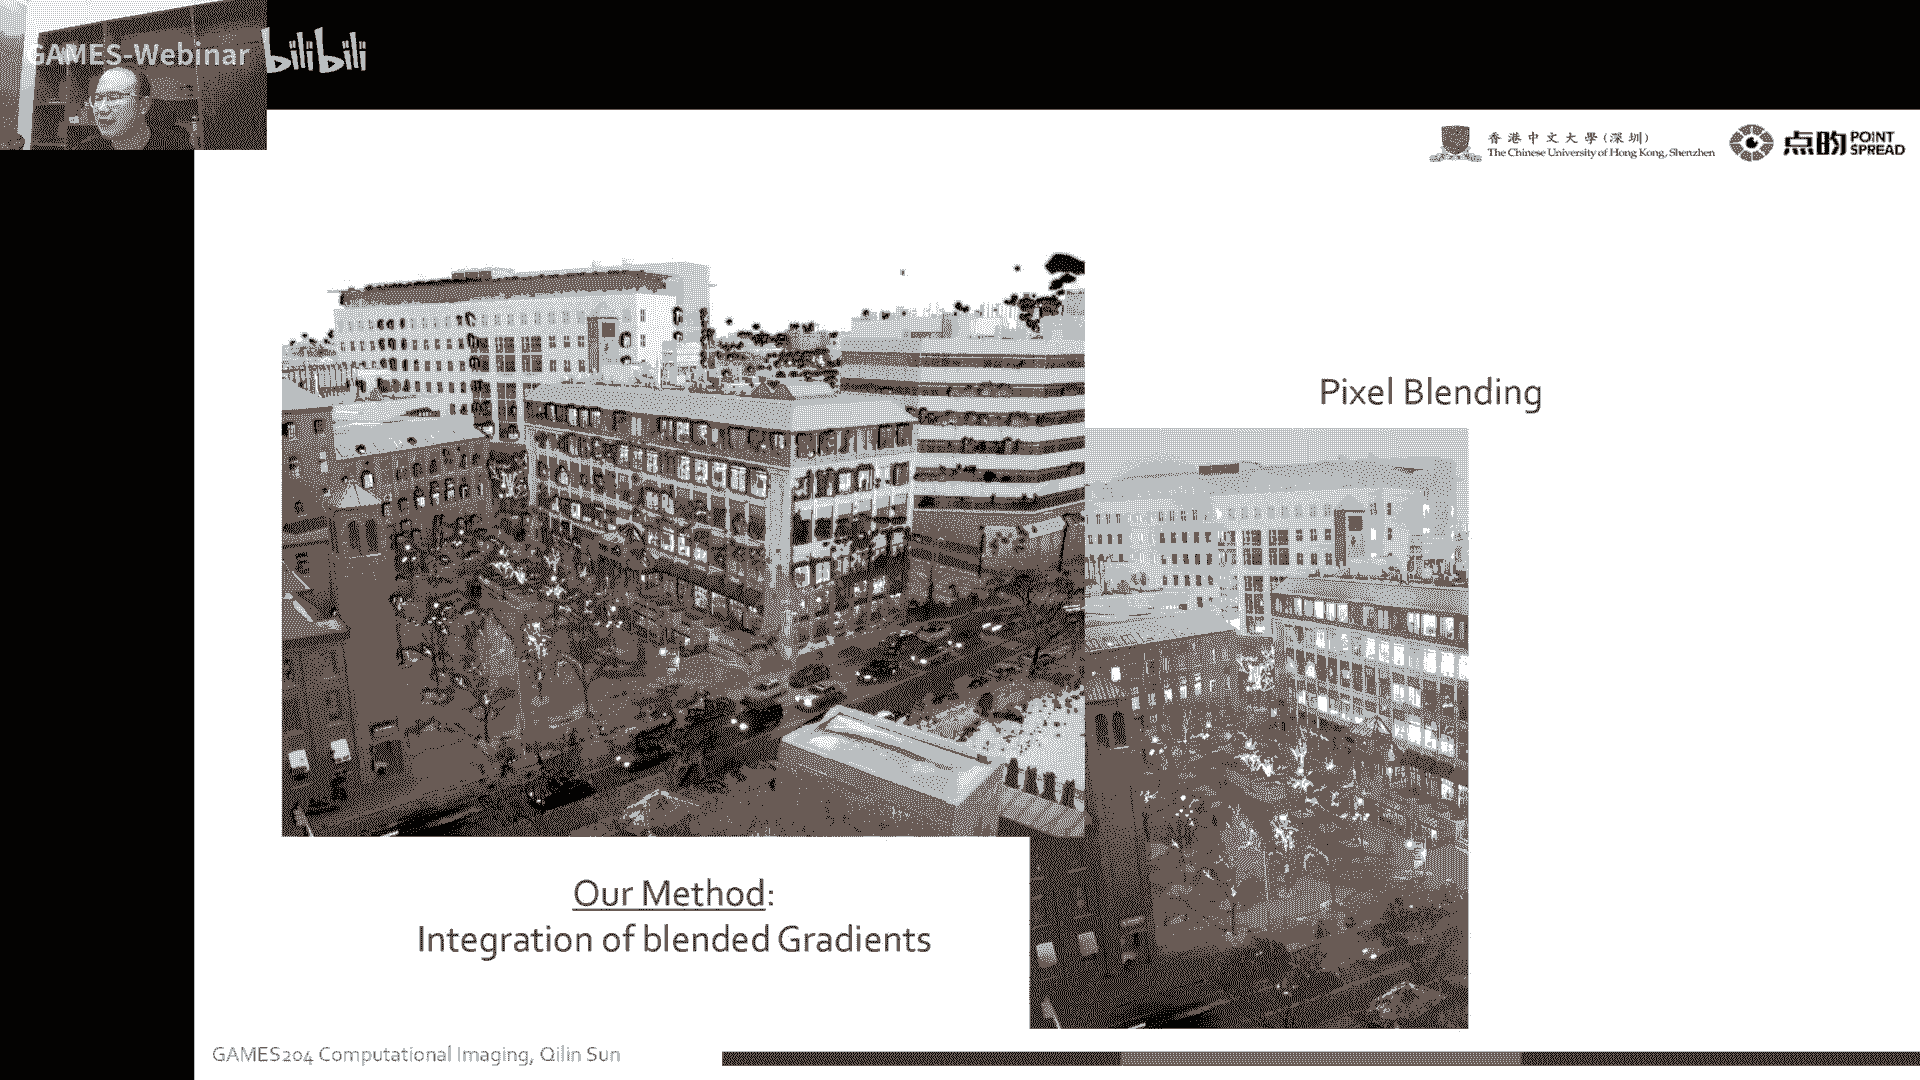 GAMES-Webinar
bilibili
香港中文大學(深圳)
The Chinese University of Hong Kong, Shenzhen
点昀
POINT
SPREAD
Pixel Blending
Our Method:
Integration of blended Gradients
GAMES204 Computational Imaging, Qilin Sun